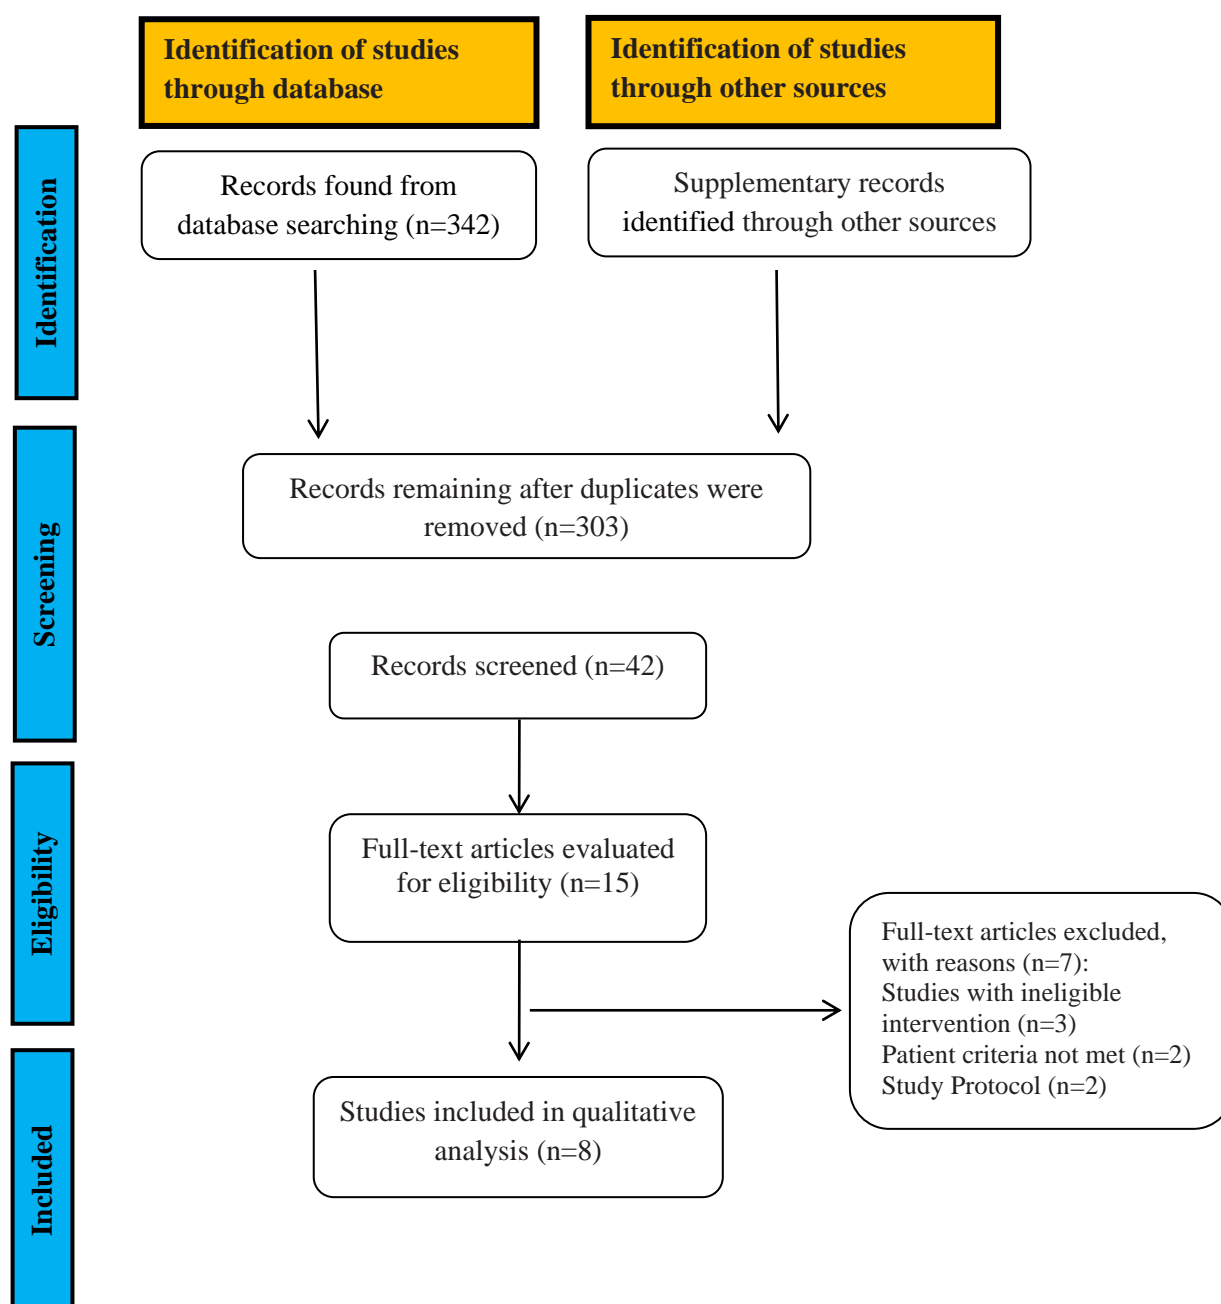 Identification of studies
through database
Identification of studies
through other sources
Identification
Records found from
database searching (n=342)
Supplementary records
identified through other sources
Screening
Records remaining after duplicates were
removed (n=303)
Records screened (n=42)
Eligibility
Full-text articles evaluated
for eligibility (n=15)
Full-text articles excluded,
with reasons (n=7):
Studies with ineligible
intervention (n=3)
Patient criteria not met (n=2)
Study Protocol (n=2)
Included
Studies included in qualitative
analysis (n=8)